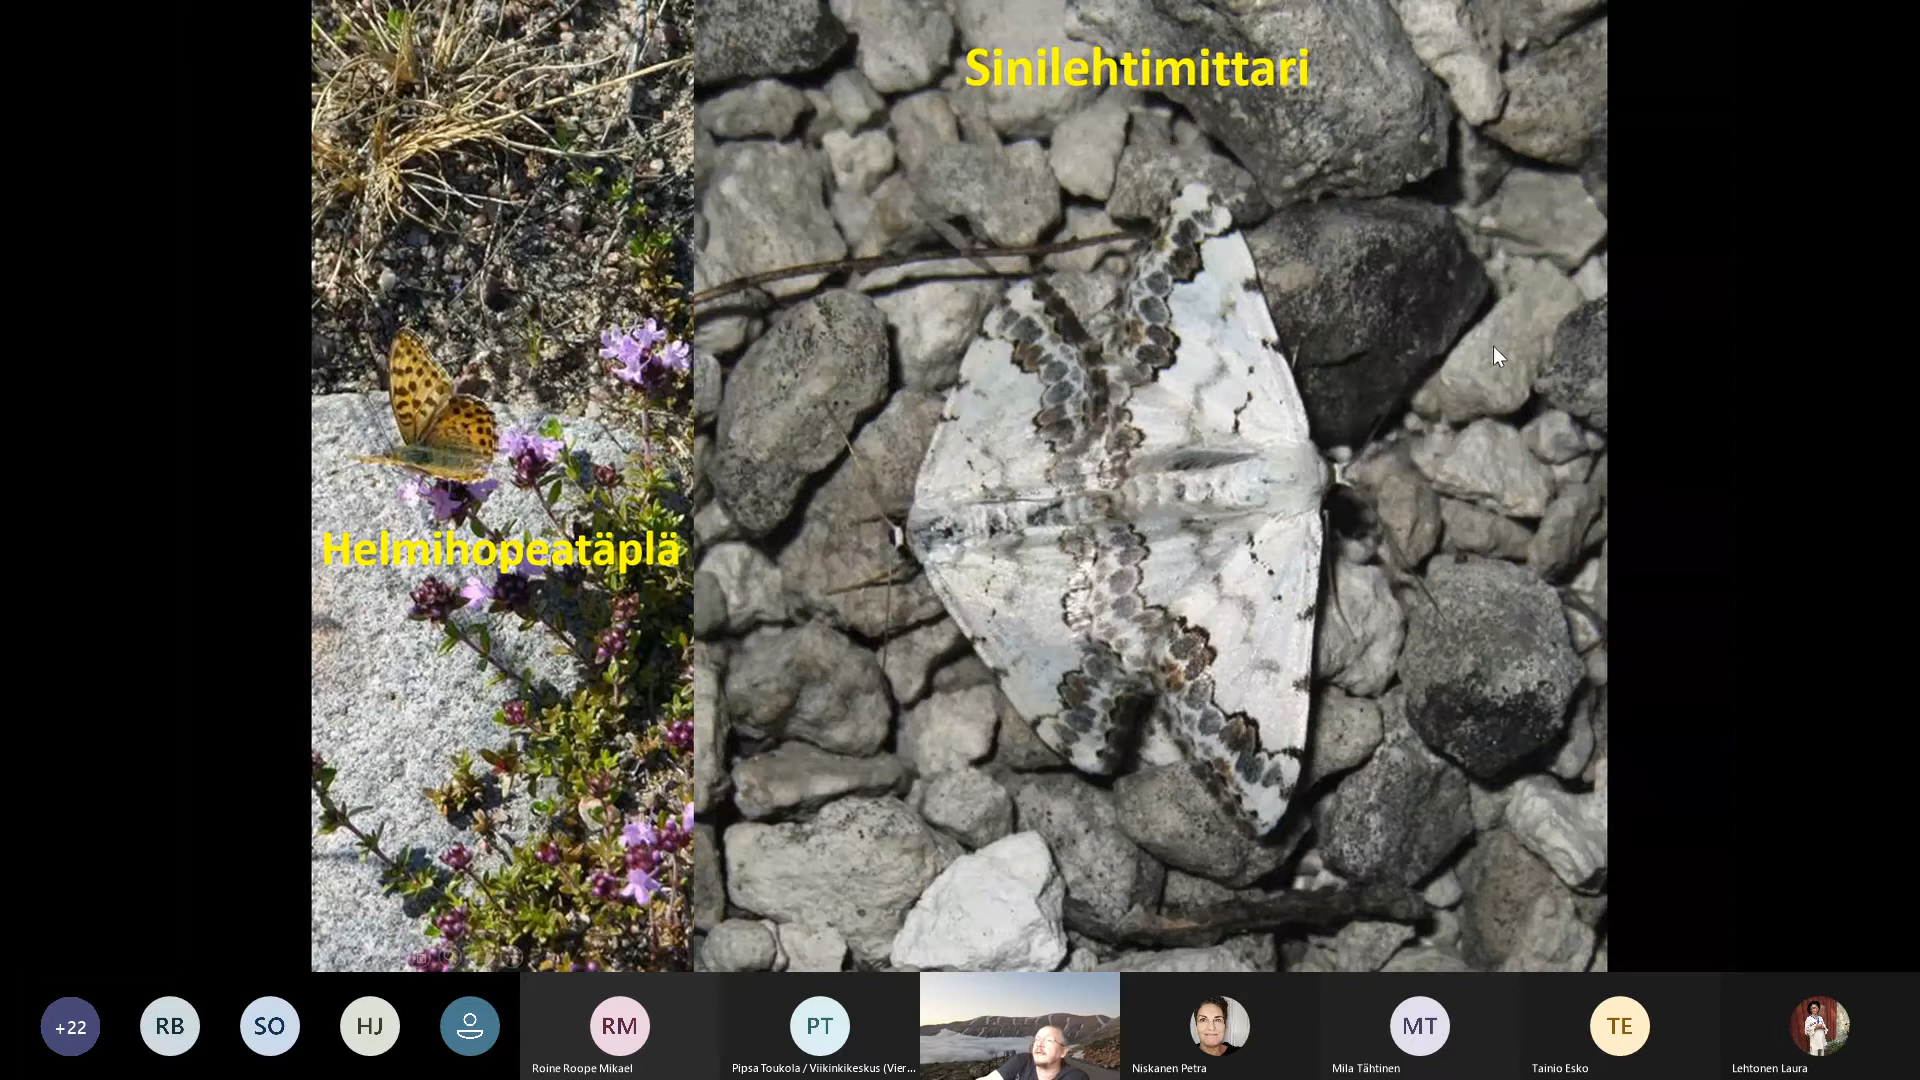 Sinilehtimittari
Helmihopeatäplä
+22
RB
SO
HJ
RM
PT
MT
TE
Roine Roope Mikael
Pipsa Toukola / Viikinkikeskus (Vier...
Niskanen Petra
Mila Tähtinen
Tainio Esko
Lehtonen Laura